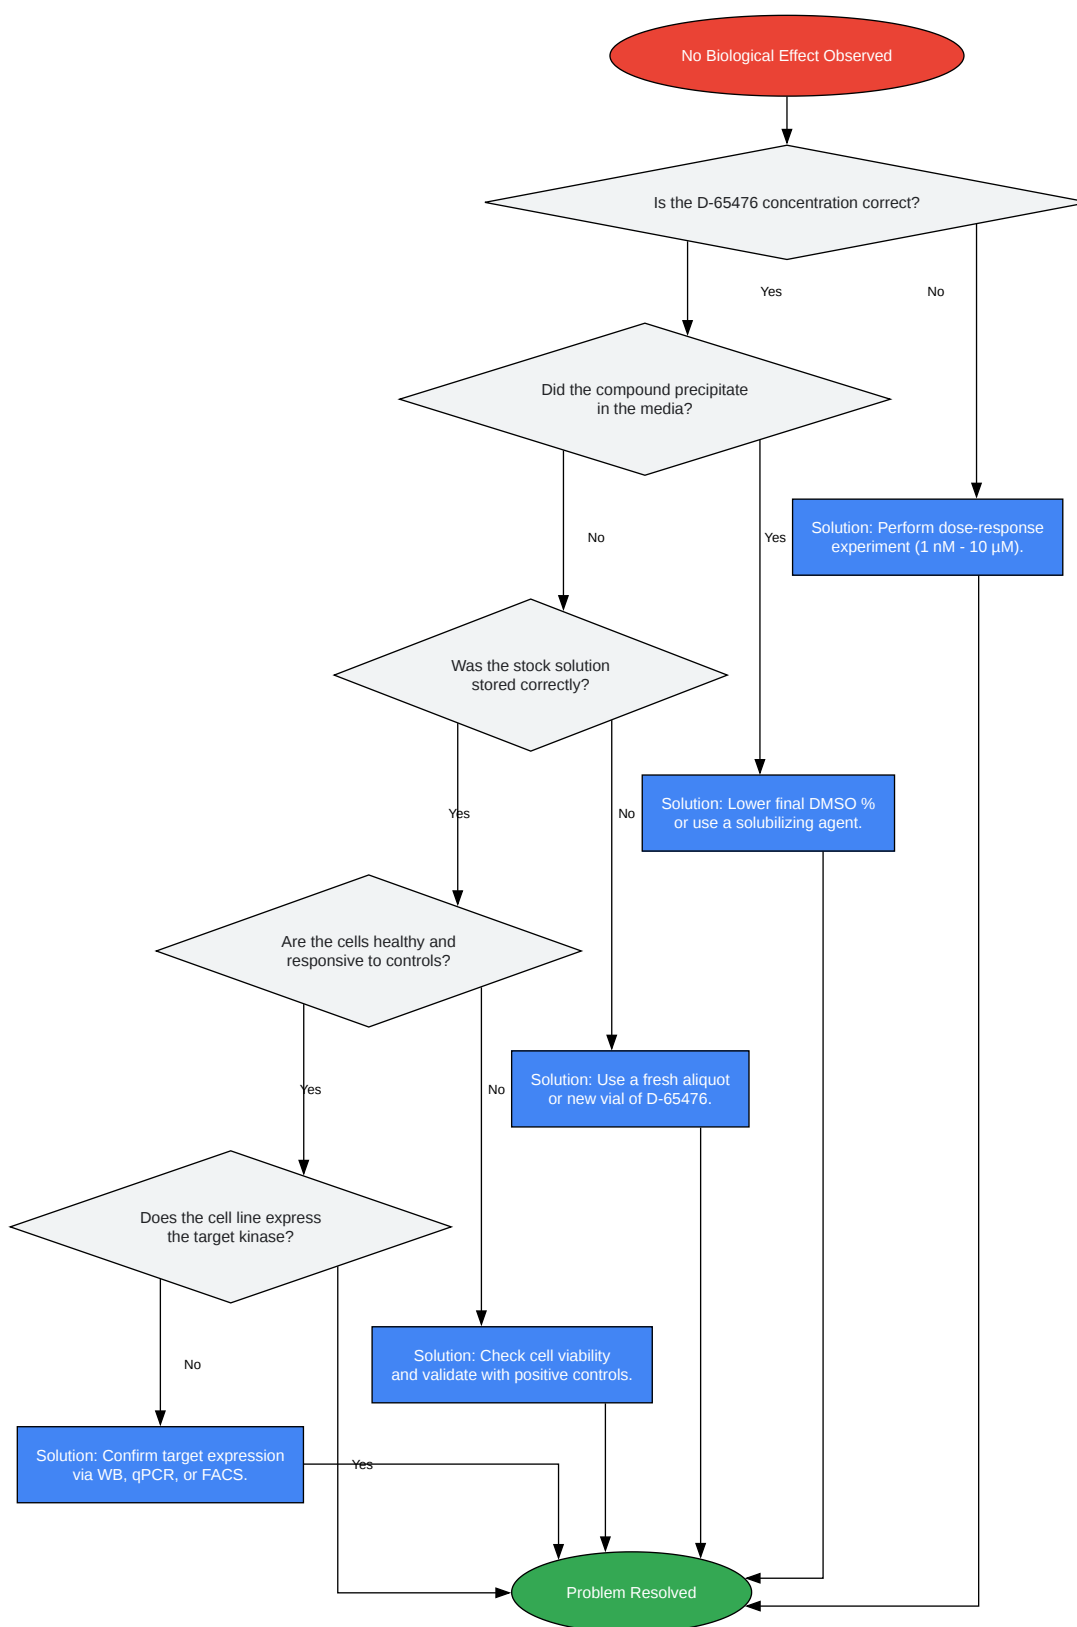 No Biological Effect Observed
Is the D-65476 concentration correct?
Yes
No
Did the compound precipitate
in the media?
No
Yes
Solution: Perform dose-response
experiment (1 nM - 10 µM).
Was the stock solution
stored correctly?
Yes
No
Solution: Lower final DMSO %
or use a solubilizing agent.
Are the cells healthy and
responsive to controls?
Yes
No
Solution: Use a fresh aliquot
or new vial of D-65476.
Does the cell line express
the target kinase?
No
Yes
Solution: Check cell viability
and validate with positive controls.
Solution: Confirm target expression
via WB, qPCR, or FACS.
Problem Resolved